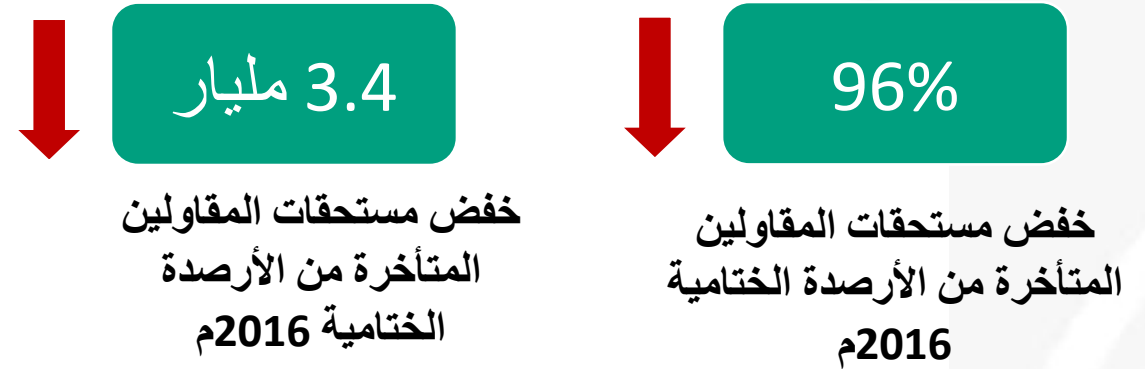 96%
خفض مستحقات المقاولين
المتأخرة من الأرصدة الختامية
2016م
3.4 مليار
خفض مستحقات المقاولين
المتأخرة من الأرصدة
الختامية 2016م